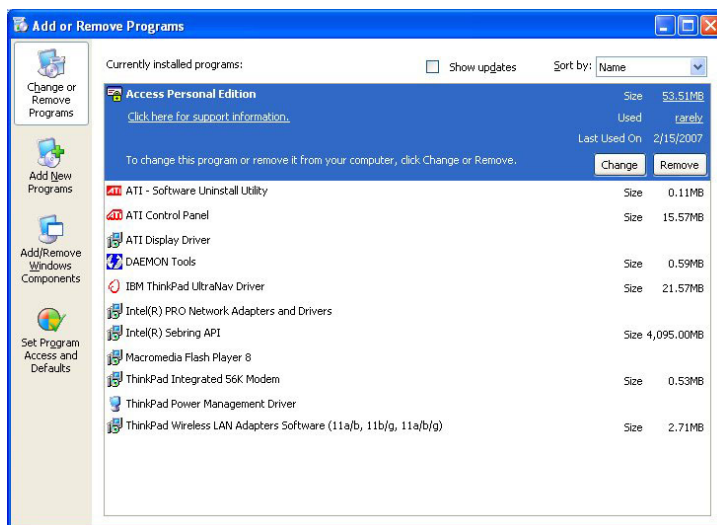 Add or Remove Programs
Change or
Remove
Programs
Add New
Programs
Add/Remove
Windows
Components
Set Program
Access and
Defaults
Currently installed programs:
Show updates
Sort by: Name
Access Personal Edition Size 53.51MB
Click here for support information. Used rarely
Last Used On 2/15/2007
To change this program or remove it from your computer, click Change or Remove. Change Remove
ATI - Software Uninstall Utility Size 0.11MB
ATI Control Panel Size 15.57MB
ATI Display Driver
DAEMON Tools Size 0.59MB
IBM ThinkPad UltraNav Driver Size 21.57MB
Intel(R) PRO Network Adapters and Drivers
Intel(R) Sebring API Size 4,095.00MB
Macromedia Flash Player 8
ThinkPad Integrated 56K Modem Size 0.53MB
ThinkPad Power Management Driver
ThinkPad Wireless LAN Adapters Software (11a/b, 11b/g, 11a/b/g) Size 2.71MB